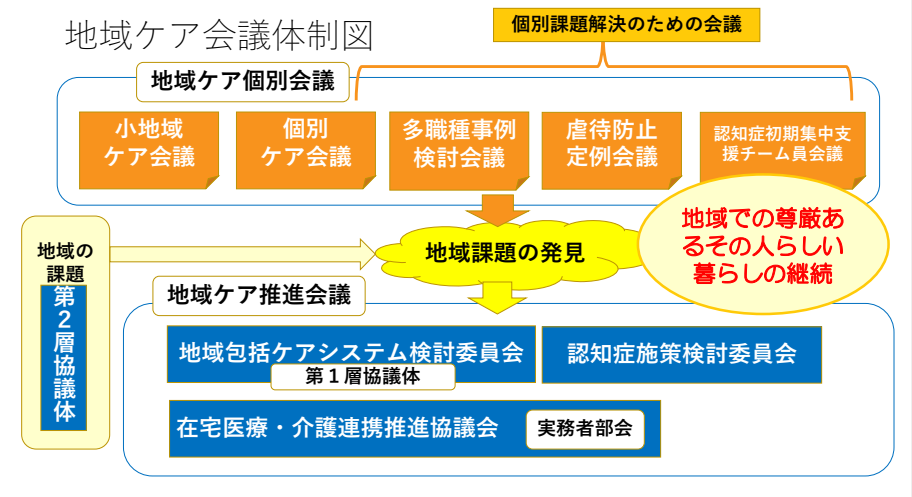 地域ケア会議体制図
個別課題解決のための会議
地域ケア個別会議
小地域
ケア会議
個別
ケア会議
多職種事例
検討会議
虐待防止
定例会議
認知症初期集中支
援チーム員会議
地域での尊厳あ
るその人らしい
暮らしの継続
地域の
課題
第2層協議体
地域課題の発見
地域ケア推進会議
地域包括ケアシステム検討委員会
第1層協議体
認知症施策検討委員会
在宅医療・介護連携推進協議会
実務者部会